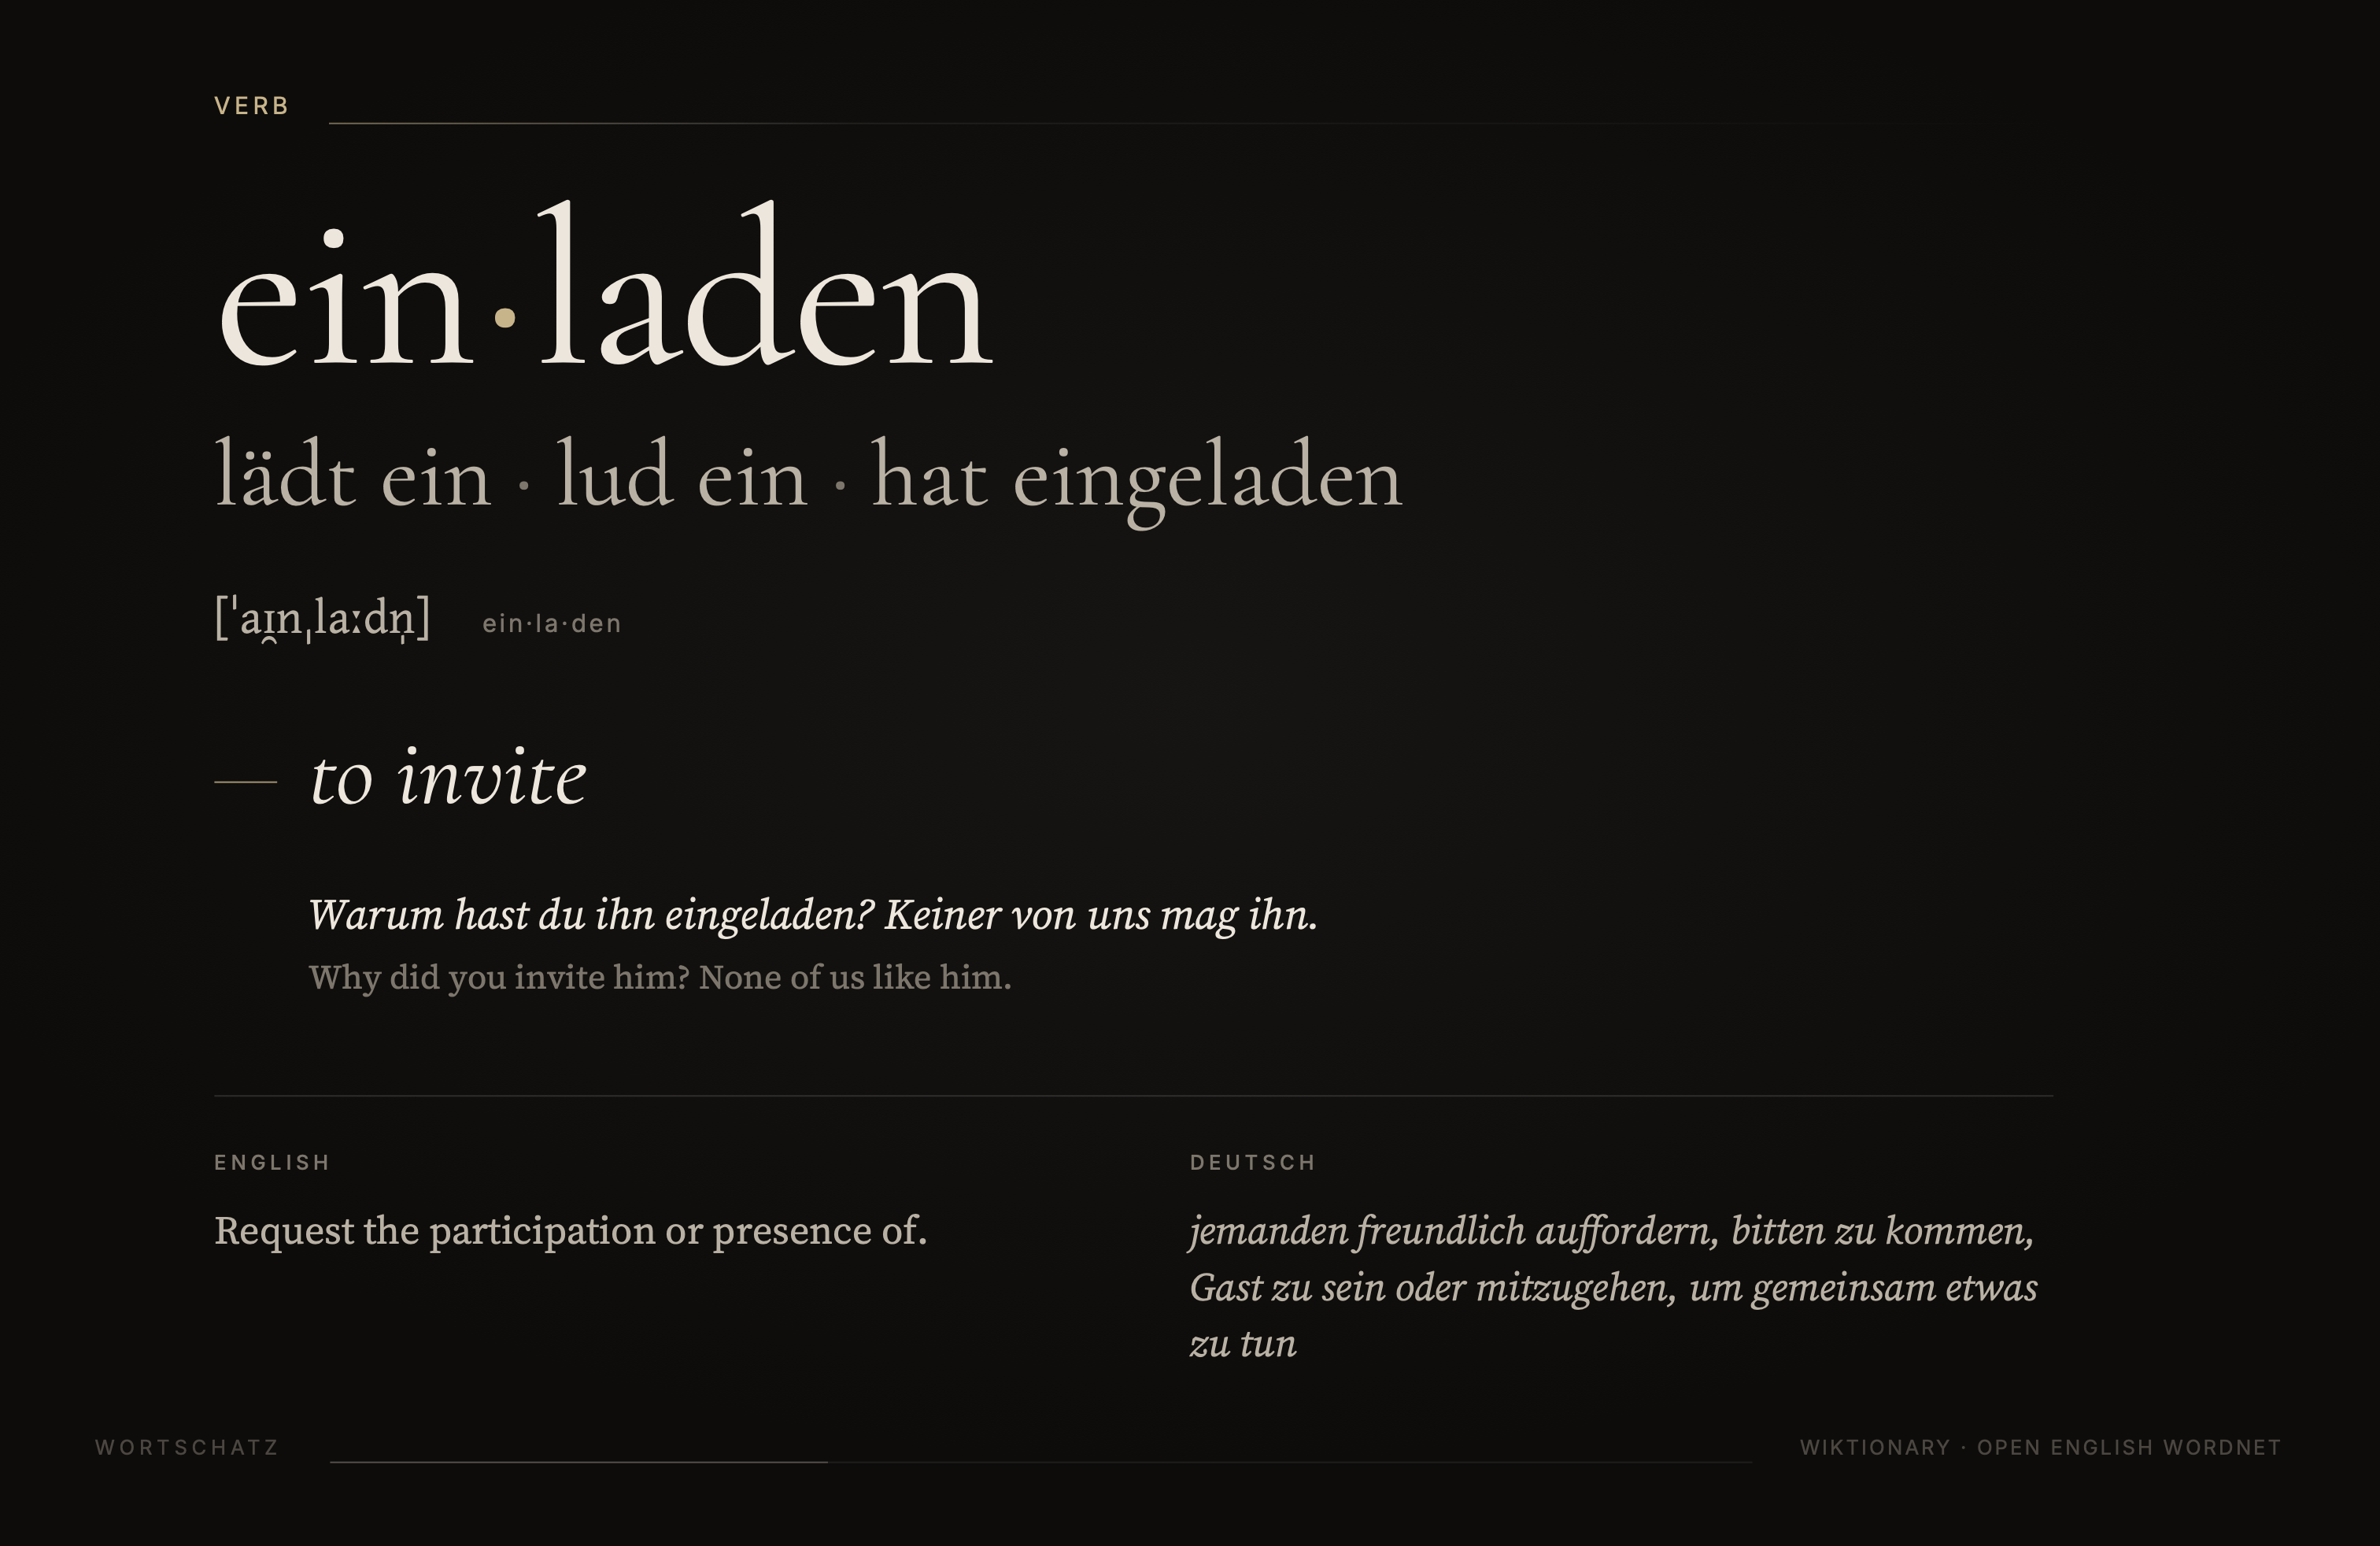 VERB
ein·laden
lädt ein · lud ein · hat eingeladen
[ˈaɪ̯nˌlaːdn̩] ein·la·den
to invite
Warum hast du ihn eingeladen? Keiner von uns mag ihn.
Why did you invite him? None of us like him.
ENGLISH
Request the participation or presence of.
DEUTSCH
jemanden freundlich auffordern, bitten zu kommen,
Gast zu sein oder mitzugehen, um gemeinsam etwas
zu tun
WORTSCHATZ
WIKTIONARY · OPEN ENGLISH WORDNET